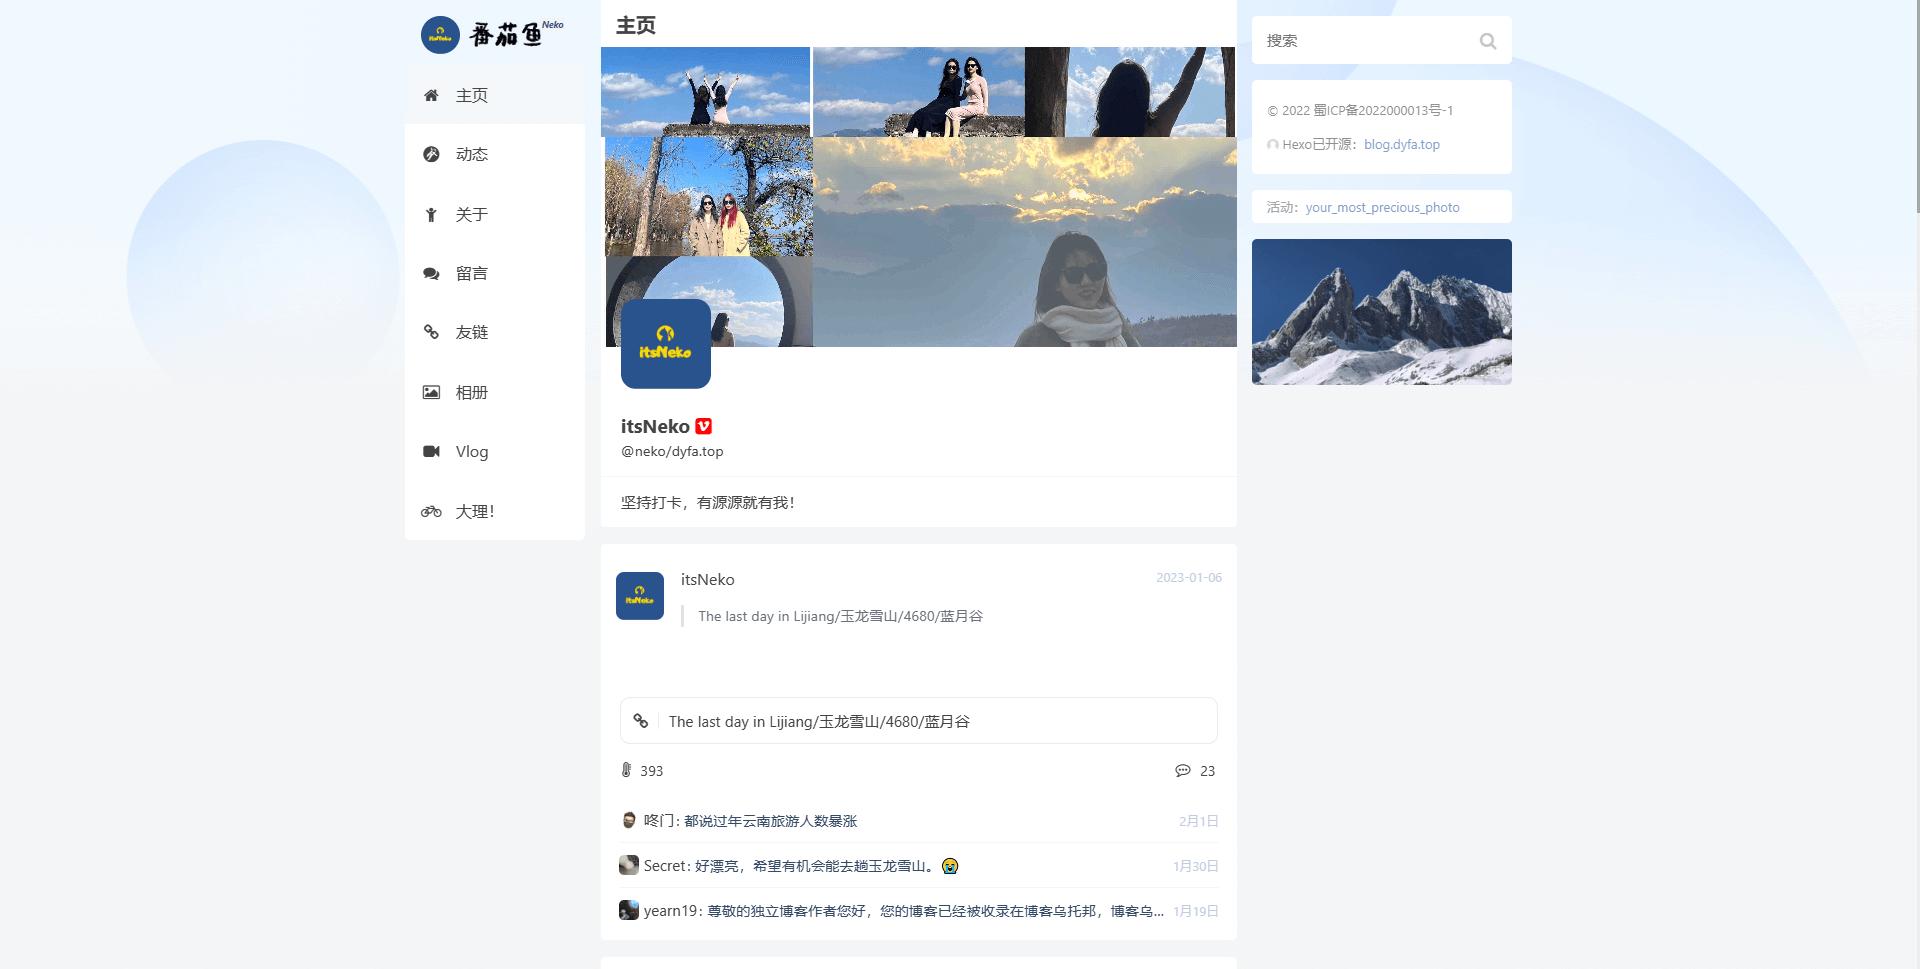 番茄鱼 Neko
主页
动态
关于
留言
友链
相册
Vlog
大理!
主页
itsNeko
itsNeko
@neko/dyfa.top
坚持打卡，有源源就有我！
itsNeko
itsNeko
2023-01-06
The last day in Lijiang/玉龙雪山/4680/蓝月谷
The last day in Lijiang/玉龙雪山/4680/蓝月谷
393
23
咚门: 都说过年云南旅游人数暴涨
2月1日
Secret: 好漂亮，希望有机会能去趟玉龙雪山。
1月30日
yearn19: 尊敬的独立博客作者您好，您的博客已经被收录在博客乌托邦，博客乌...
1月19日
搜索
© 2022 蜀ICP备2022000013号-1
Hexo已开源：blog.dyfa.top
活动：your_most_precious_photo